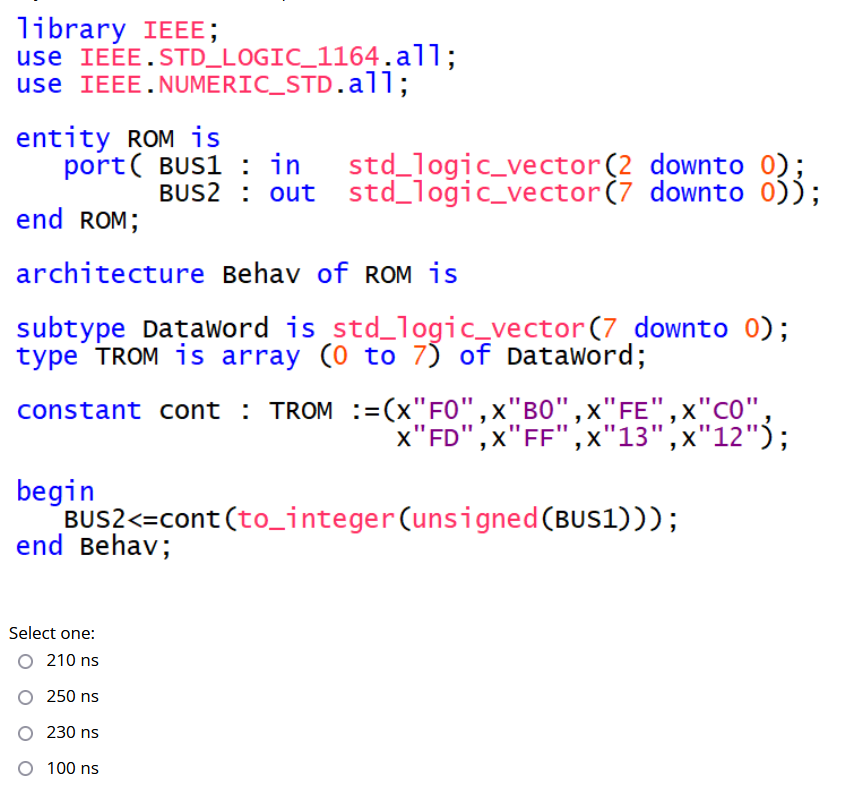 library IEEE;
use IEEE.STD_LOGIC_1164.all;
use IEEE.NUMERIC_STD.all;
entity ROM is
port( BUS1 : in std_logic_vector(2 downto 0);
BUS2 : out std_logic_vector(7 downto 0));
end ROM;
architecture Behav of ROM is
subtype DataWord is std_logic_vector(7 downto 0);
type TROM is array (0 to 7) of DataWord;
constant cont : TROM :=(x"F0",x"B0",x"FE",x"C0",
x"FD",x"FF",x"13",x"12");
begin
BUS2<=cont(to_integer(unsigned(BUS1)));
end Behav;
Select one:
210 ns
250 ns
230 ns
100 ns